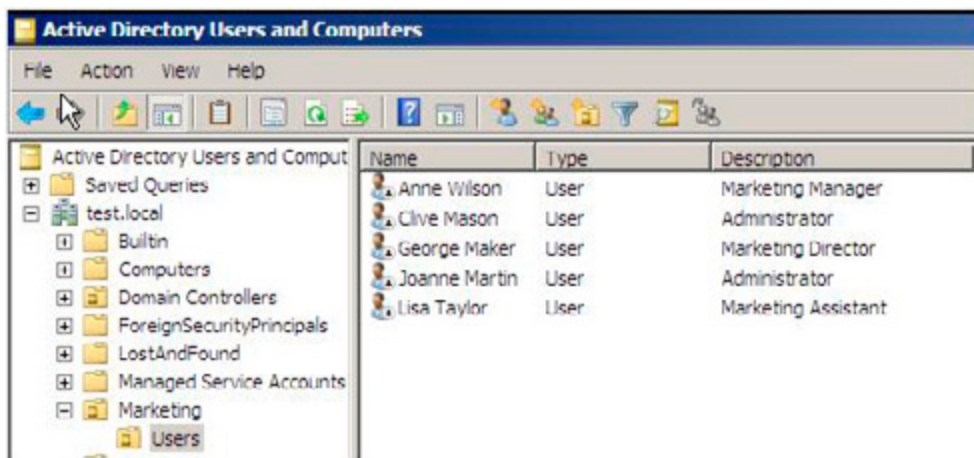 Active Directory Users and Computers
File Action View Help
Active Directory Users and Comput
Saved Queries
test.local
Builtin
Computers
Domain Controllers
ForeignSecurityPrincipals
LostAndFound
Managed Service Accounts
Marketing
Users
Name Type Description
Anne Wilson User Marketing Manager
Clive Mason User Administrator
George Maker User Marketing Director
Joanne Martin User Administrator
Lisa Taylor User Marketing Assistant